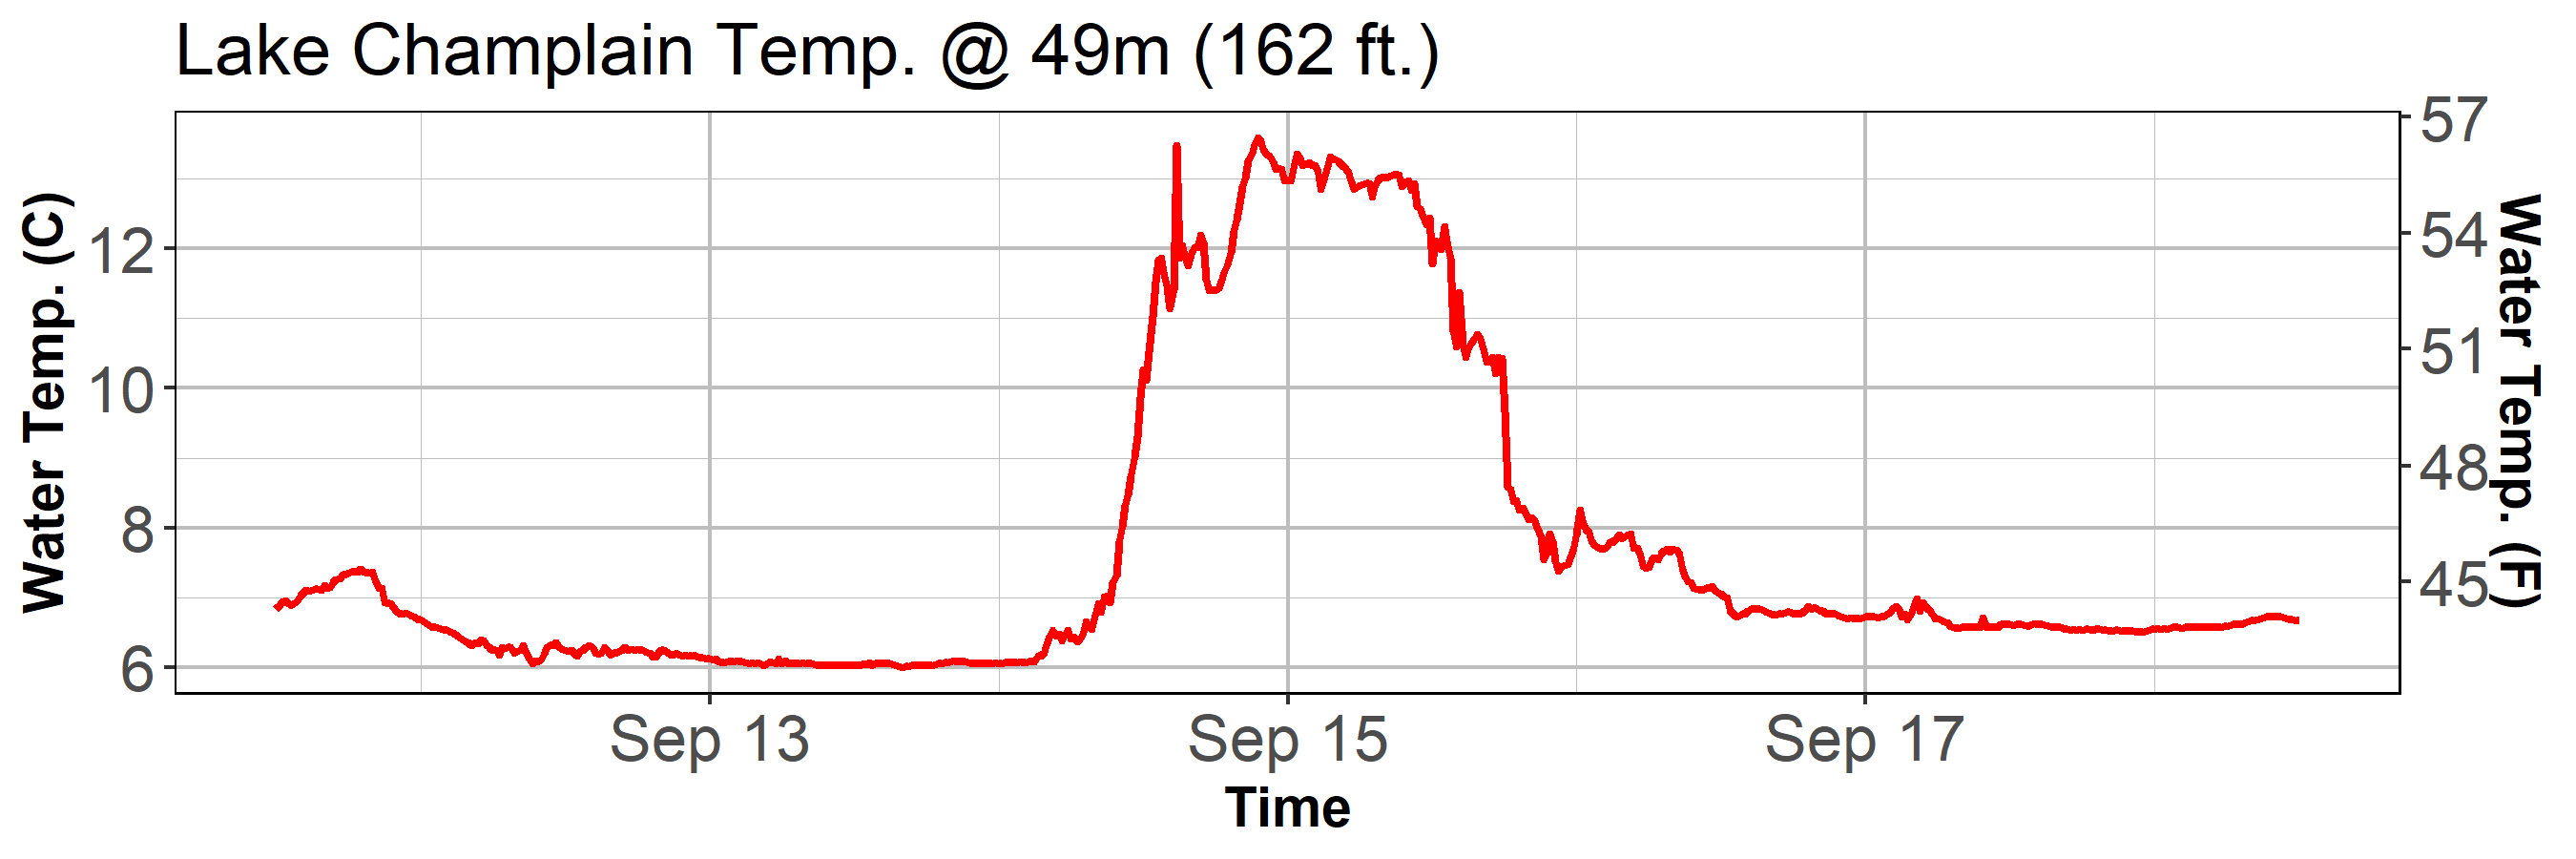 Lake Champlain Temp. @ 49m (162 ft.)
Water Temp. (C)
12
10
8
6
57
54
51
48
45
Water Temp. (F)
Sep 13
Sep 15
Sep 17
Time